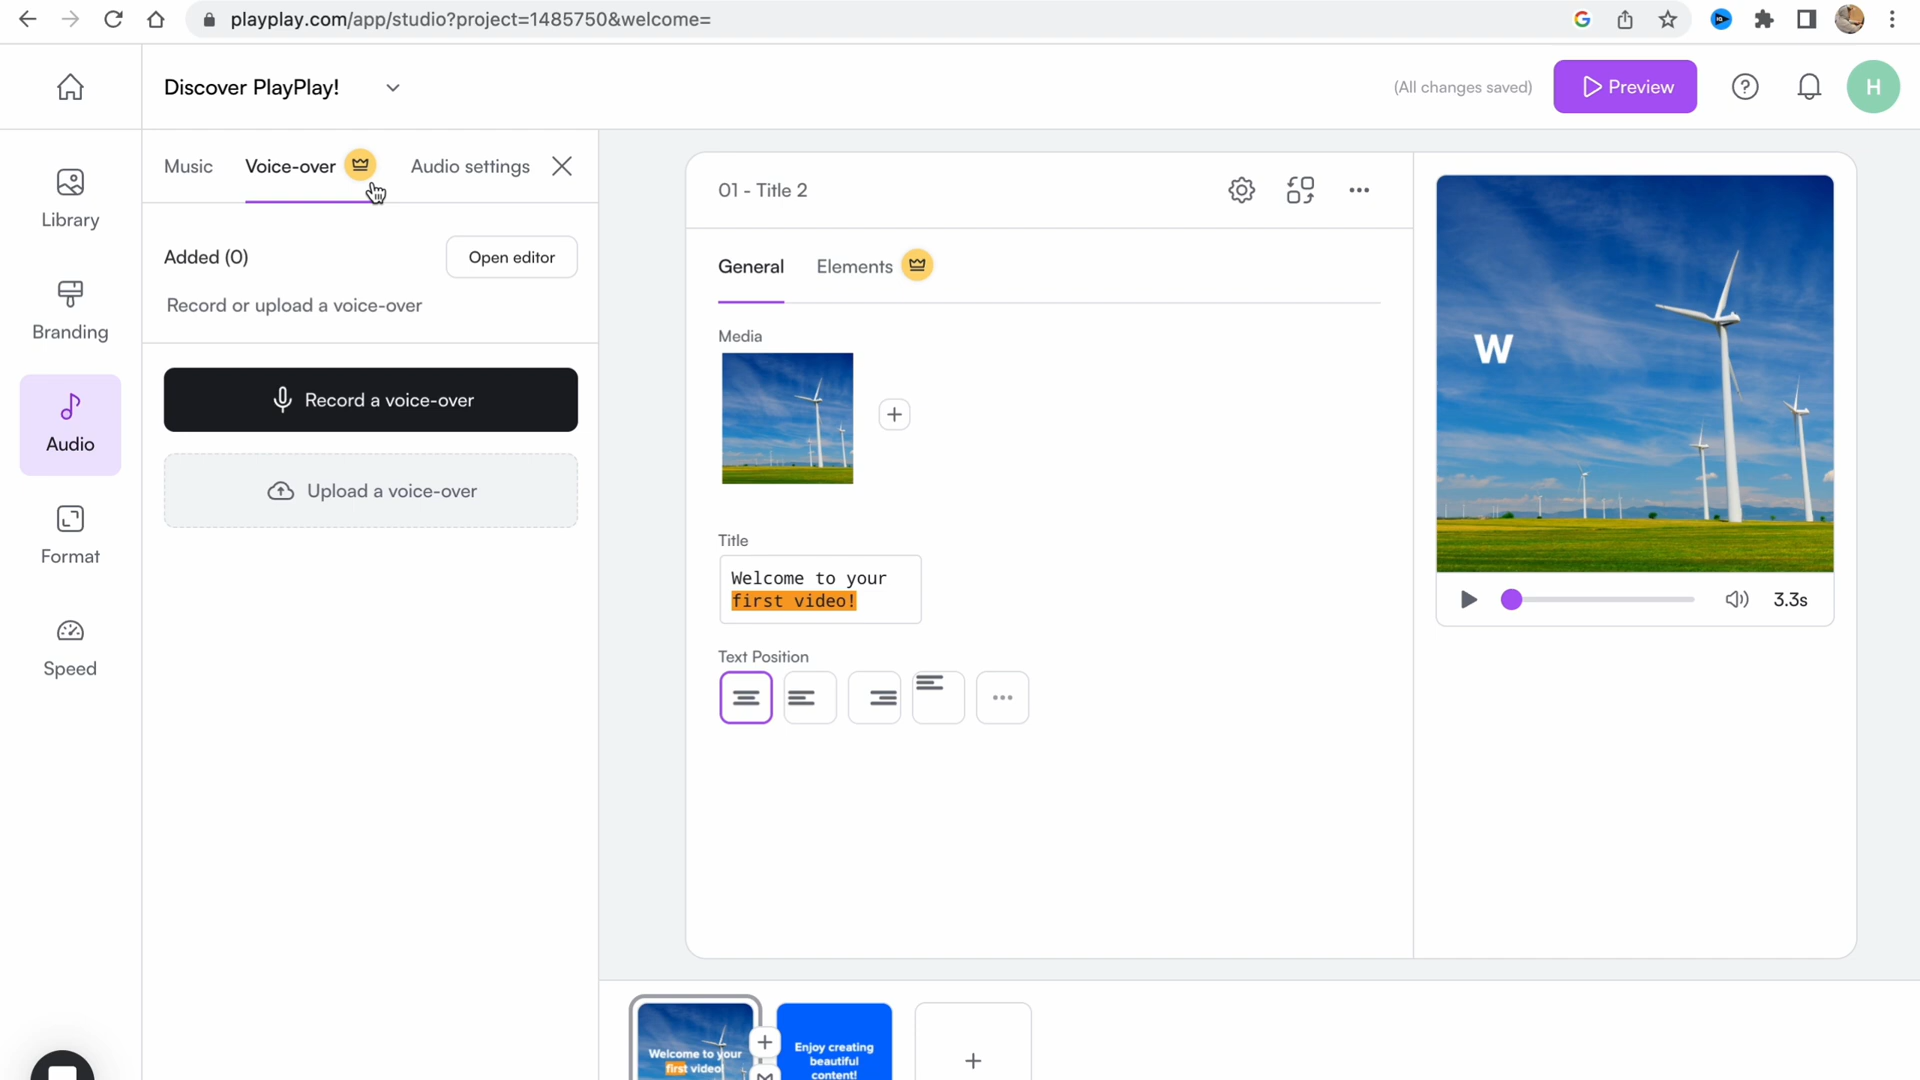 playplay.com/app/studio?project=1485750&welcome=
Discover PlayPlay!
(All changes saved)
Preview
H
Music
Voice-over
Audio settings
Library
Branding
Audio
Format
Speed
Added (0)
Open editor
Record or upload a voice-over
Record a voice-over
Upload a voice-over
01 - Title 2
General
Elements
Media
Title
Welcome to your
first video!
Text Position
W
3.3s
Welcome to your
first video
Enjoy creating
beautiful
content!